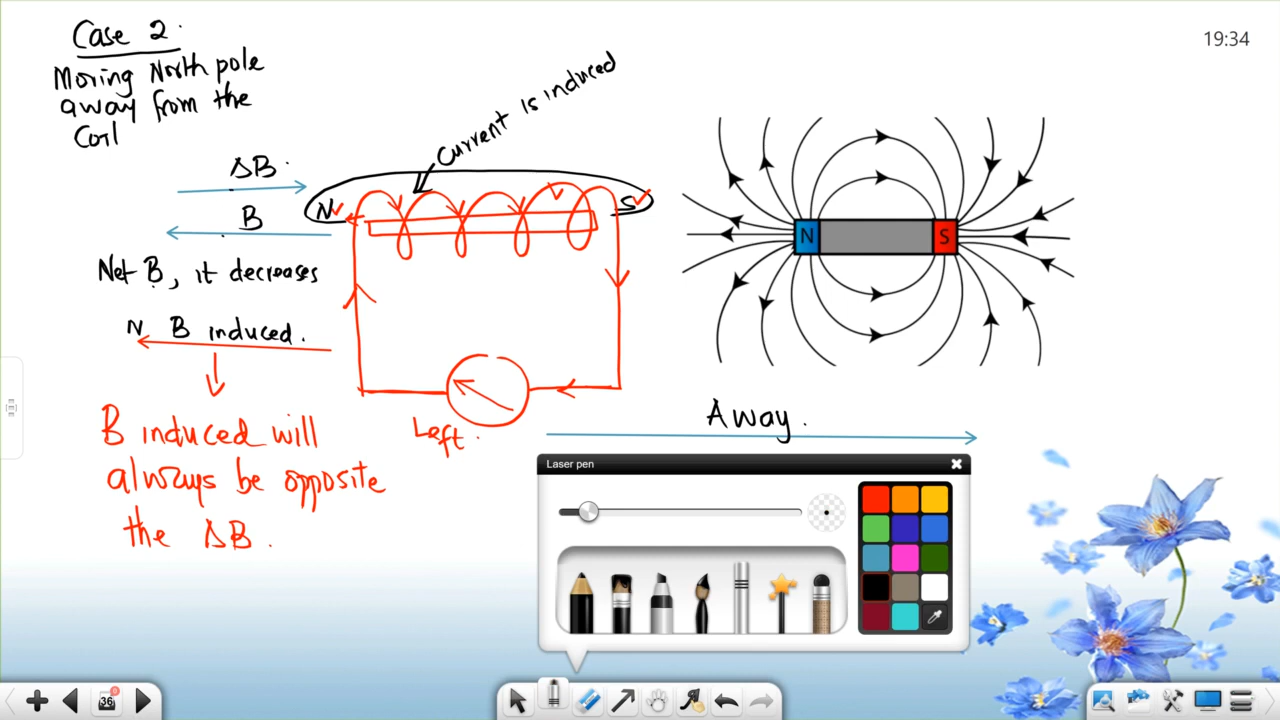 Case 2.
Moving North pole
away from the
Coil
19:34
Current is induced
ΔB.
N
S
B
N
S
Net B, it decreases
N B induced.
B induced will
always be opposite
the ΔB.
Left.
Away.
Laser pen
36
6